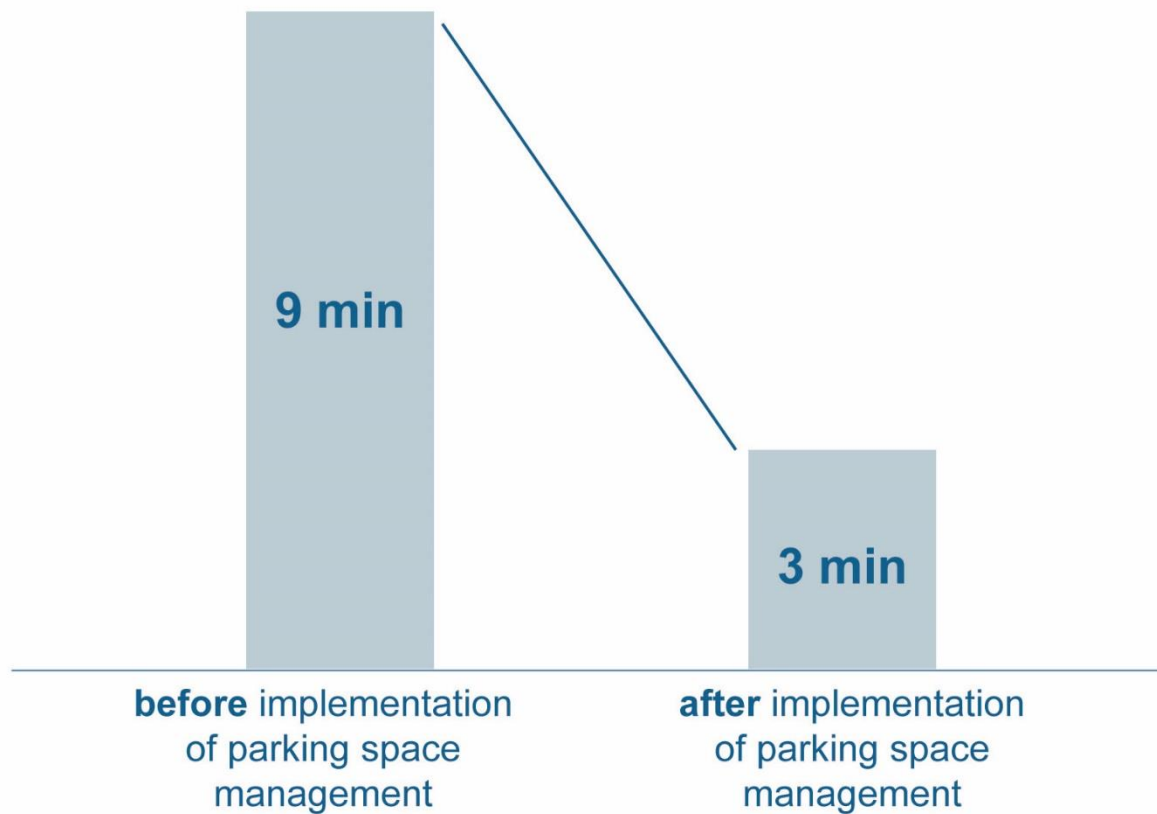 9 min
3 min
before implementation
of parking space
management
after implementation
of parking space
management